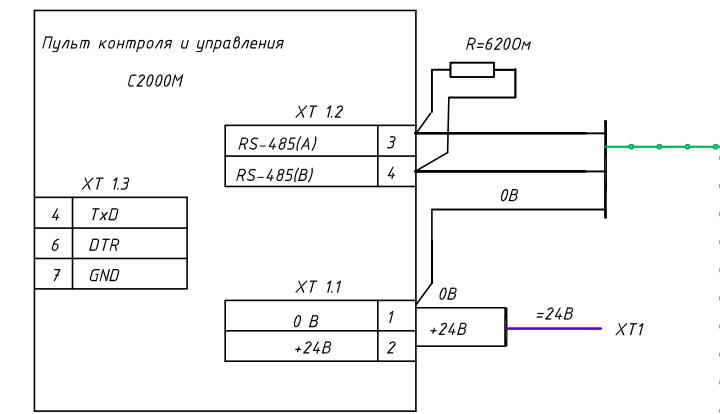 Пульт контроля и управления
С2000М
R=620Ом
XT 1.2
RS-485(A) 3
RS-485(B) 4
XT 1.3
4 TxD
6 DTR
7 GND
0В
XT 1.1
0 В 1
+24В 2
0В
+24В
=24В
XT1